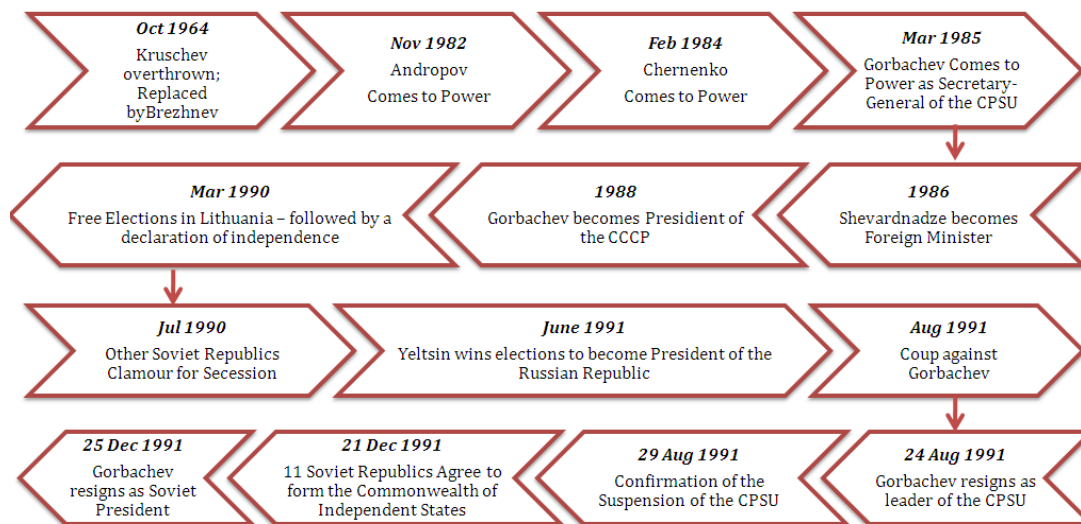 Oct 1964
Kruschev
overthrown;
Replaced
byBrezhnev
Nov 1982
Andropov
Comes to Power
Feb 1984
Chernenko
Comes to Power
Mar 1985
Gorbachev Comes to
Power as Secretary-
General of the CPSU
1986
Shevardnadze becomes
Foreign Minister
1988
Gorbachev becomes President of
the CCCP
Mar 1990
Free Elections in Lithuania – followed by a
declaration of independence
Jul 1990
Other Soviet Republics
Clamour for Secession
June 1991
Yeltsin wins elections to become President of the
Russian Republic
Aug 1991
Coup against
Gorbachev
24 Aug 1991
Gorbachev resigns as
leader of the CPSU
29 Aug 1991
Confirmation of the
Suspension of the CPSU
21 Dec 1991
11 Soviet Republics Agree to
form the Commonwealth of
Independent States
25 Dec 1991
Gorbachev
resigns as Soviet
President